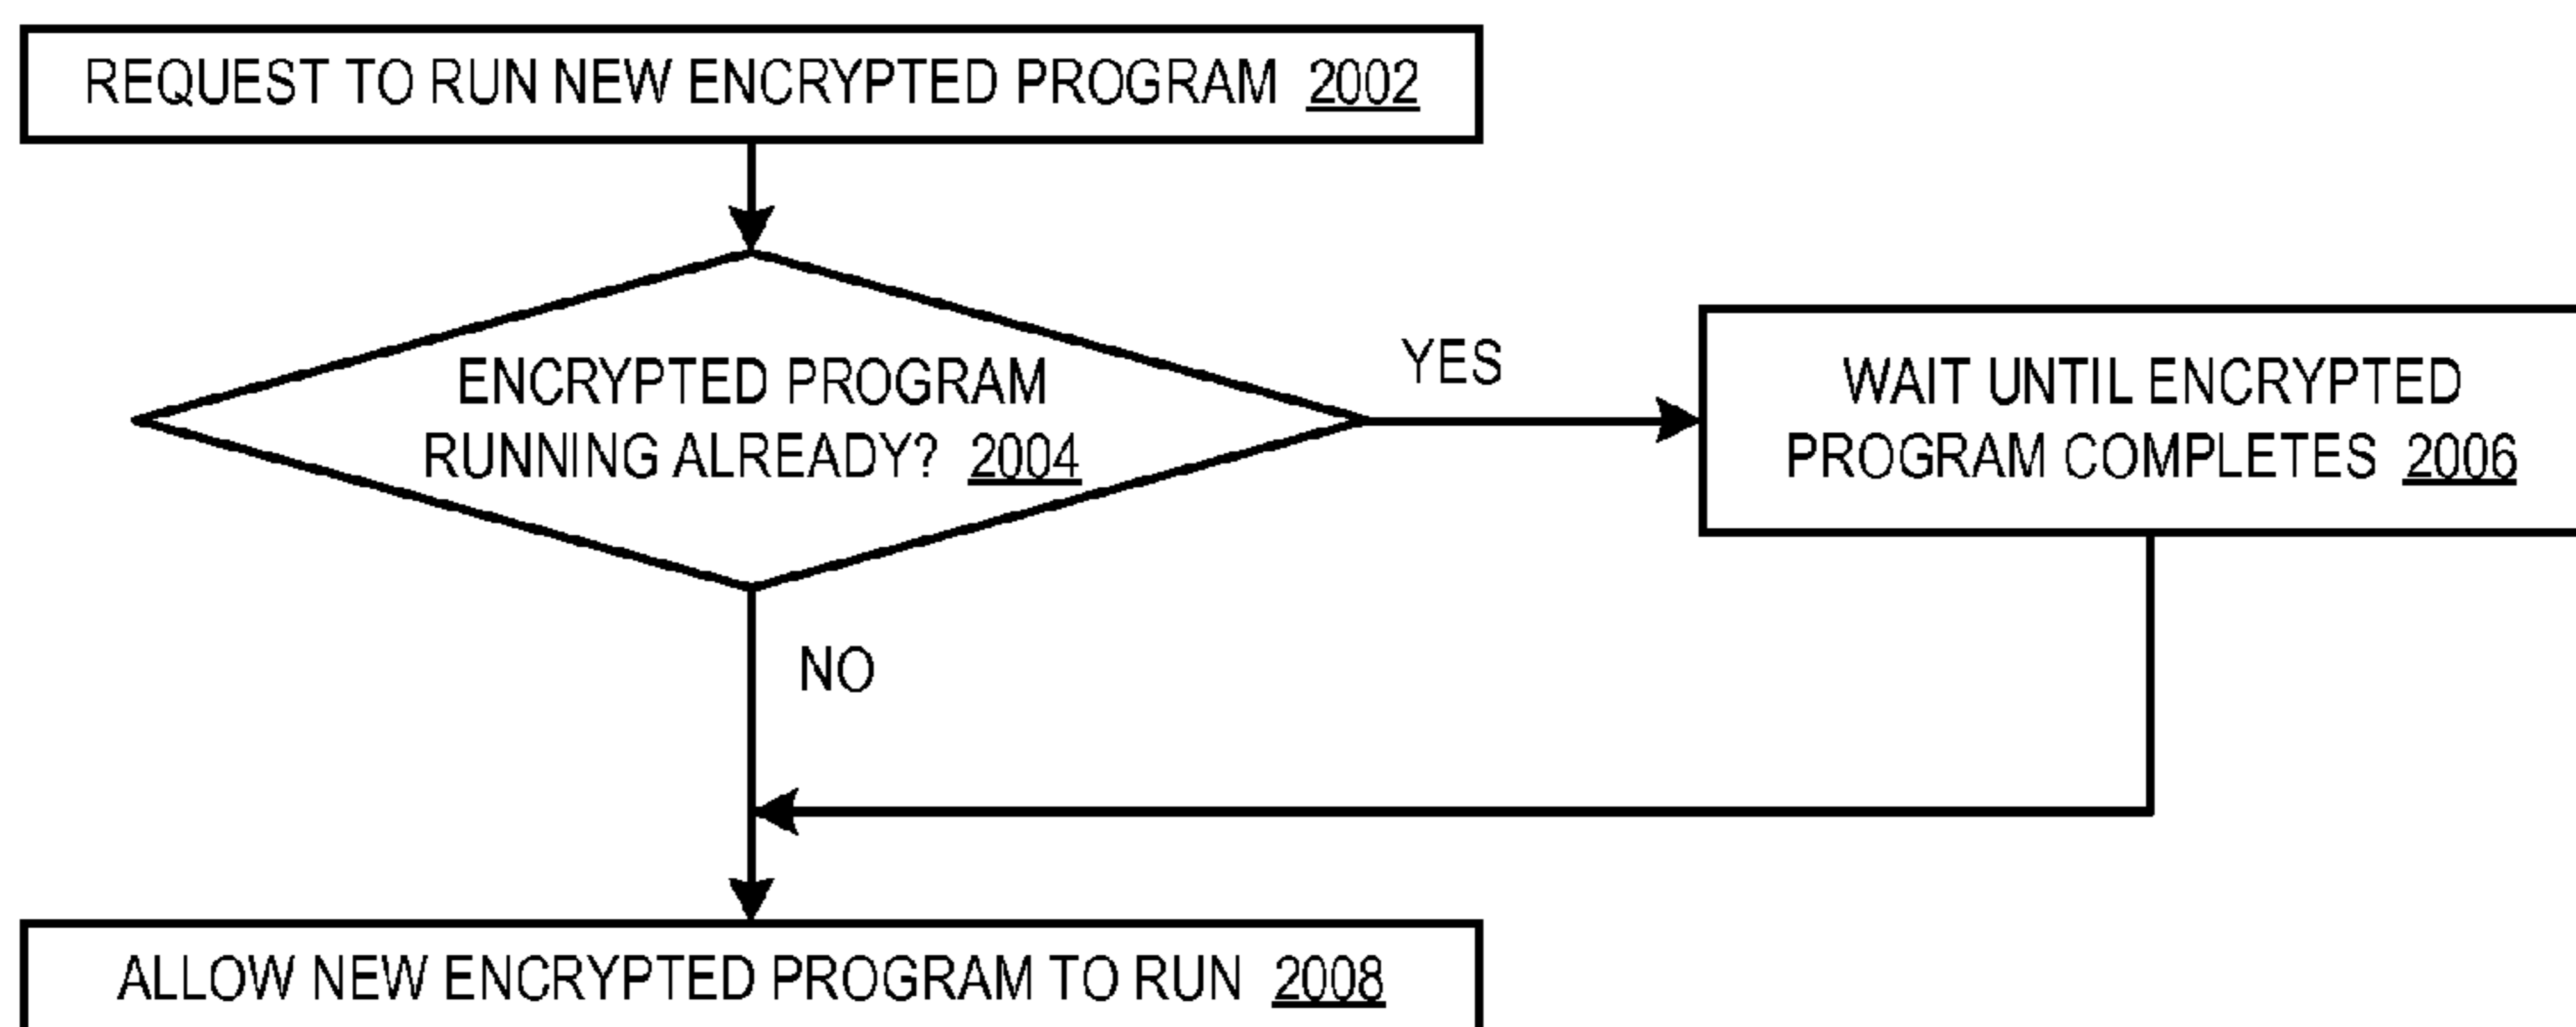 REQUEST TO RUN NEW ENCRYPTED PROGRAM 2002
ENCRYPTED PROGRAM
RUNNING ALREADY? 2004
YES
WAIT UNTIL ENCRYPTED
PROGRAM COMPLETES 2006
NO
ALLOW NEW ENCRYPTED PROGRAM TO RUN 2008